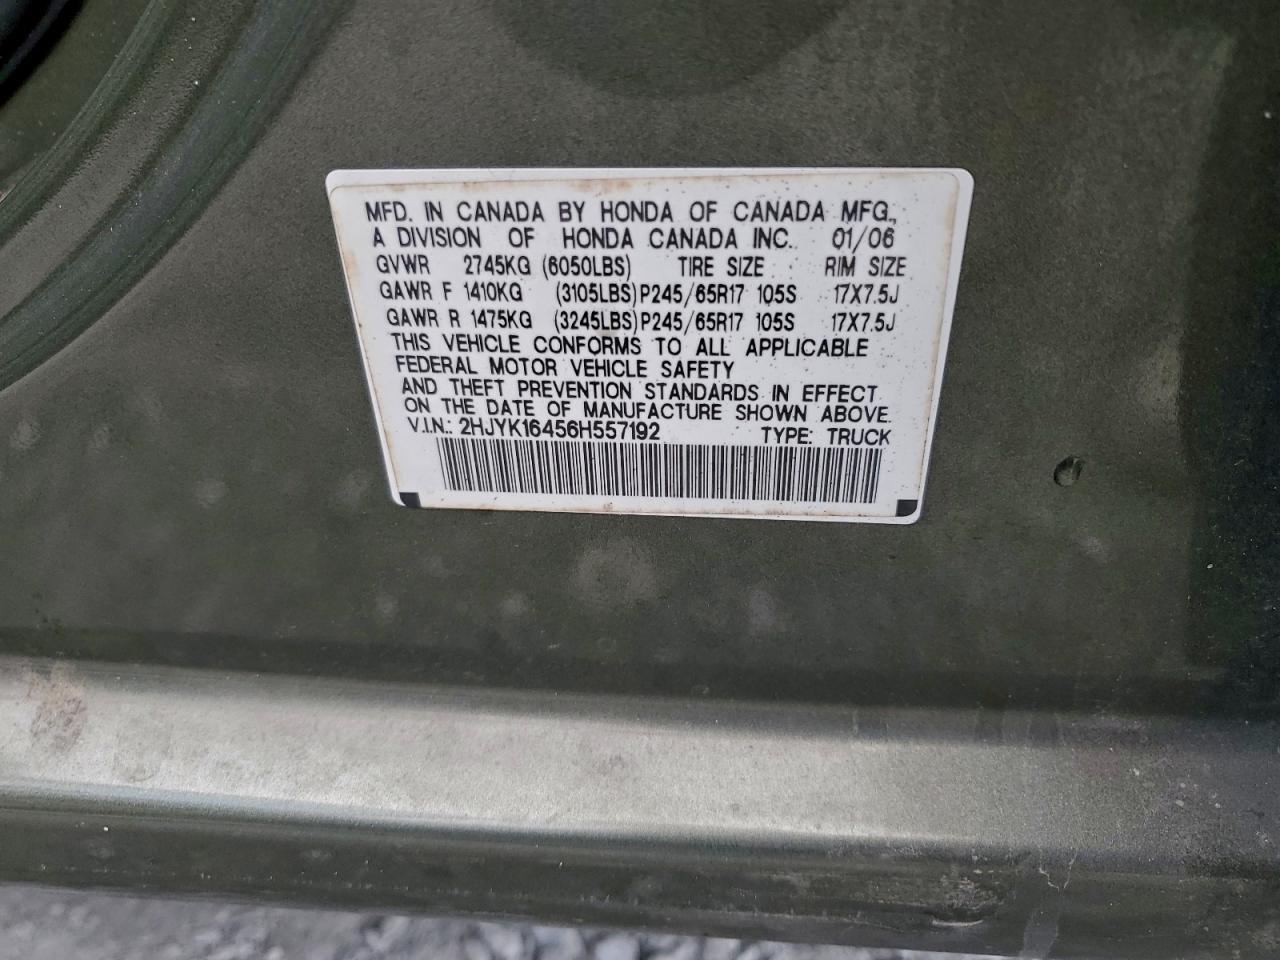 MFD. IN CANADA BY HONDA OF CANADA MFG.,
A DIVISION OF HONDA CANADA INC. 01/06
GVWR 2745KG (6050LBS) TIRE SIZE RIM SIZE
GAWR F 1410KG (3105LBS) P245/65R17 105S 17X7.5J
GAWR R 1475KG (3245LBS) P245/65R17 105S 17X7.5J
THIS VEHICLE CONFORMS TO ALL APPLICABLE
FEDERAL MOTOR VEHICLE SAFETY
AND THEFT PREVENTION STANDARDS IN EFFECT
ON THE DATE OF MANUFACTURE SHOWN ABOVE.
V.I.N.: 2HJYK16456H557192 TYPE: TRUCK